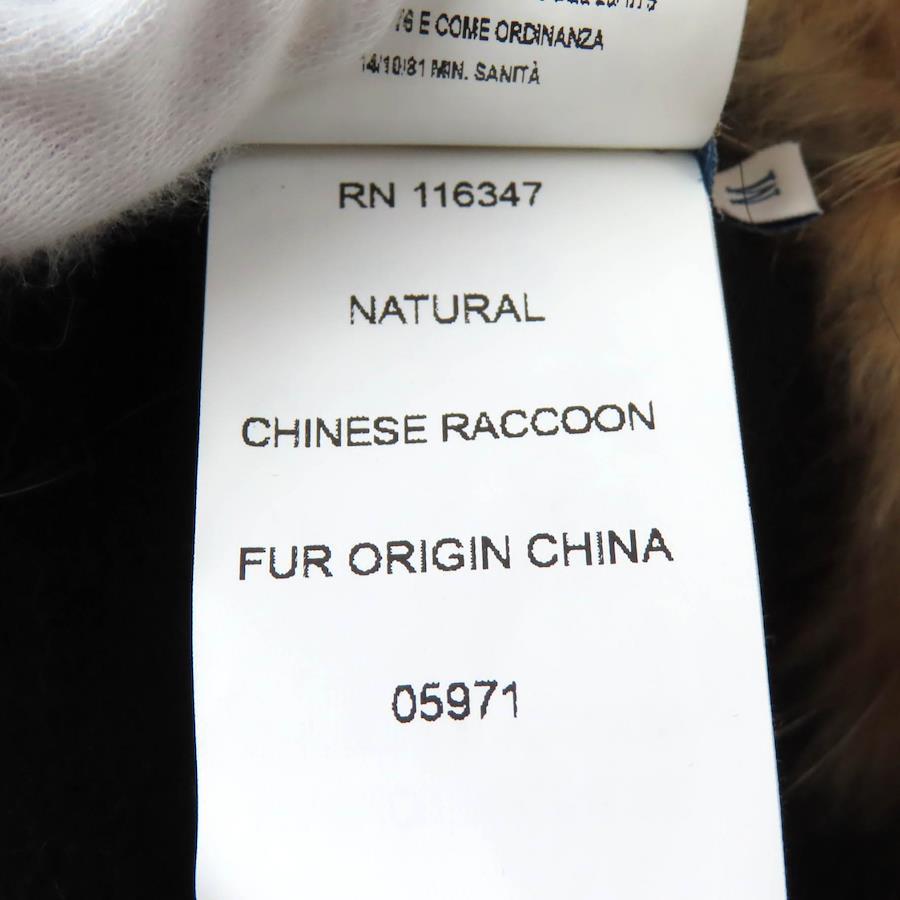 76 E COME ORDINANZA
14/10/81 MIN. SANITÀ
RN 116347
NATURAL
CHINESE RACCOON
FUR ORIGIN CHINA
05971